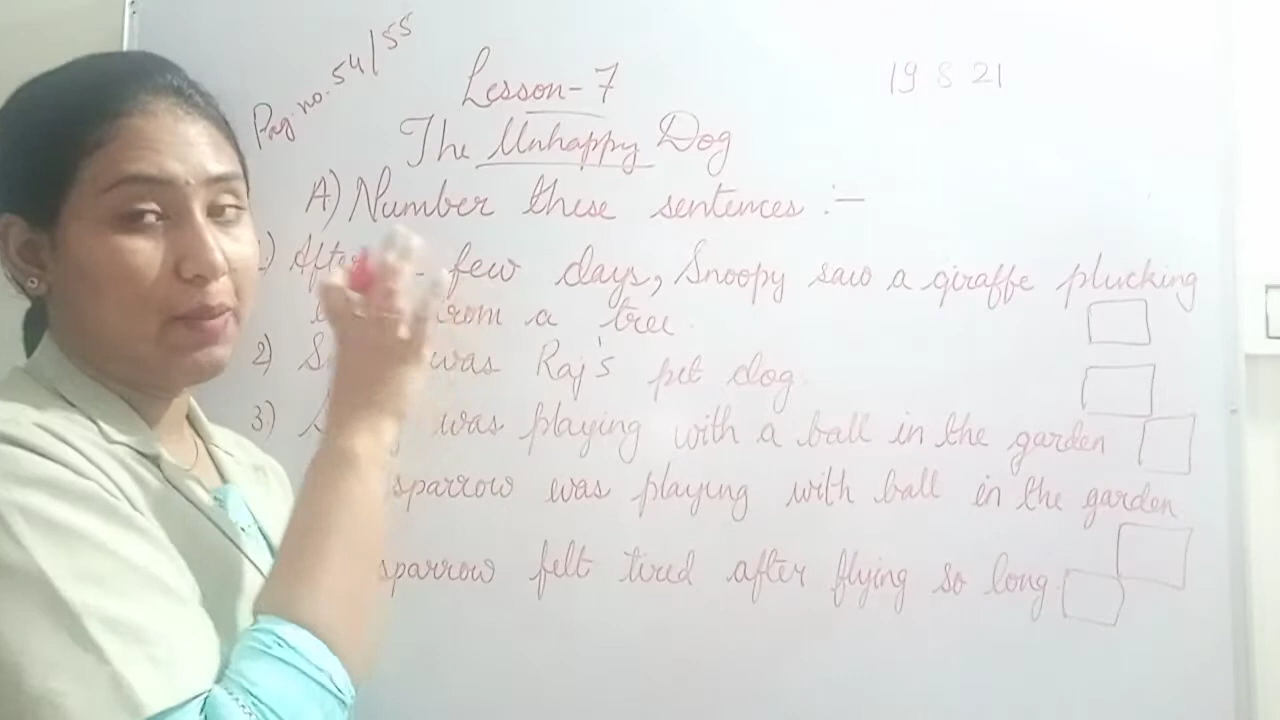 Pag. no. 54/55
19 8 21
Lesson-7
The Unhappy Dog
A) Number these sentences :-
After few days, Snoopy saw a giraffe plucking
from a tree.
2) was Raj's pet dog.
3) was playing with a ball in the garden
sparrow was playing with ball in the garden
sparrow felt tired after flying so long.